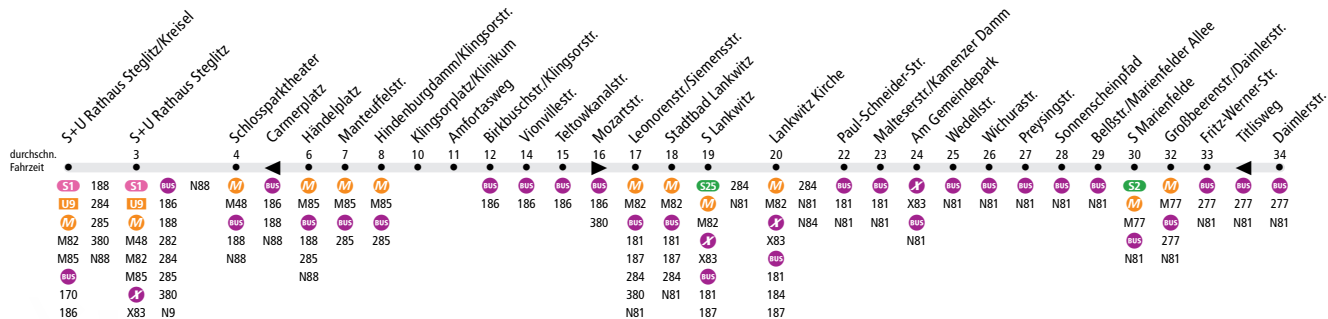 S+U Rathaus Steglitz/Kreisel
S+U Rathaus Steglitz
Schlossparktheater
Carmerplatz
Händelplatz
Manteuffelstr.
Hindenburgdamm/Klingsorstr.
Klingsorplatz/Klinikum
Amfortasweg
Birkbuschstr./Klingsorstr.
Vionvillestr.
Teltowkanalstr.
Mozartstr.
Leonorenstr./Siemensstr.
Stadtbad Lankwitz
S Lankwitz
Lankwitz Kirche
Paul-Schneider-Str.
Malteserstr./Kamenzer Damm
Am Gemeindepark
Wedellstr.
Wichurastr.
Preysingstr.
Sonnenscheinpfad
Belßstr./Marienfelder Allee
S Marienfelde
Großbeerenstr./Daimlerstr.
Fritz-Werner-Str.
Titlisweg
Daimlerstr.
durchschn. 3 4 6 7 8 10 11 12 14 15 16 17 18 19 20 22 23 24 25 26 27 28 29 30 32 33 34
Fahrzeit
S1 188 S1 BUS N88 M BUS M M M BUS BUS BUS BUS M M S25 284 M 284 BUS BUS X BUS BUS BUS BUS BUS S2 M BUS BUS BUS
U9 284 U9 186 M48 186 M85 M85 M85 186 186 186 186 M82 M82 M N81 M82 N81 181 181 X83 N81 N81 N81 N81 N81 M M77 277 277 277
M 285 M 188 BUS 188 BUS BUS BUS 380 BUS BUS M82 X N84 N81 N81 BUS M77 BUS N81 N81 N81
M82 380 M48 282 188 N88 188 285 285 181 181 X X83 N81 BUS 277
M85 N88 M82 284 N88 285 187 187 X83 BUS N81 N81
BUS M85 285 N88 284 284 BUS 181
170 X 380 380 N81 181 184
186 X83 N9 N81 187 187